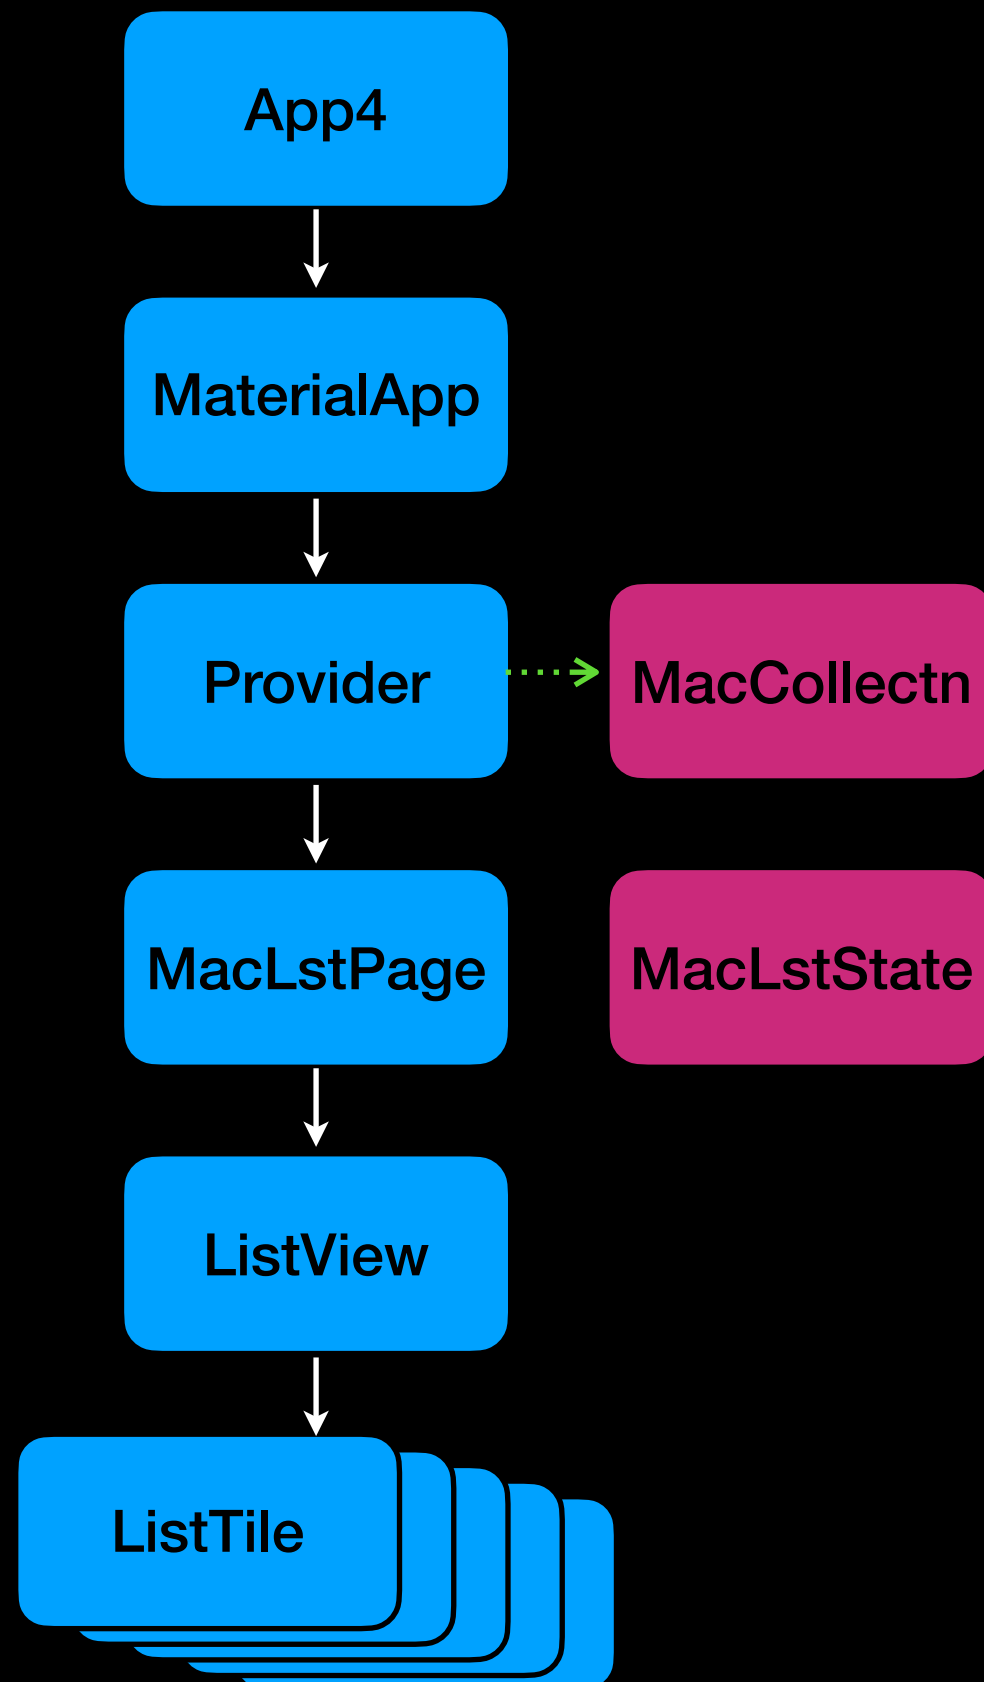 App4
MaterialApp
Provider
MacCollectn
MacLstPage
MacLstState
ListView
ListTile